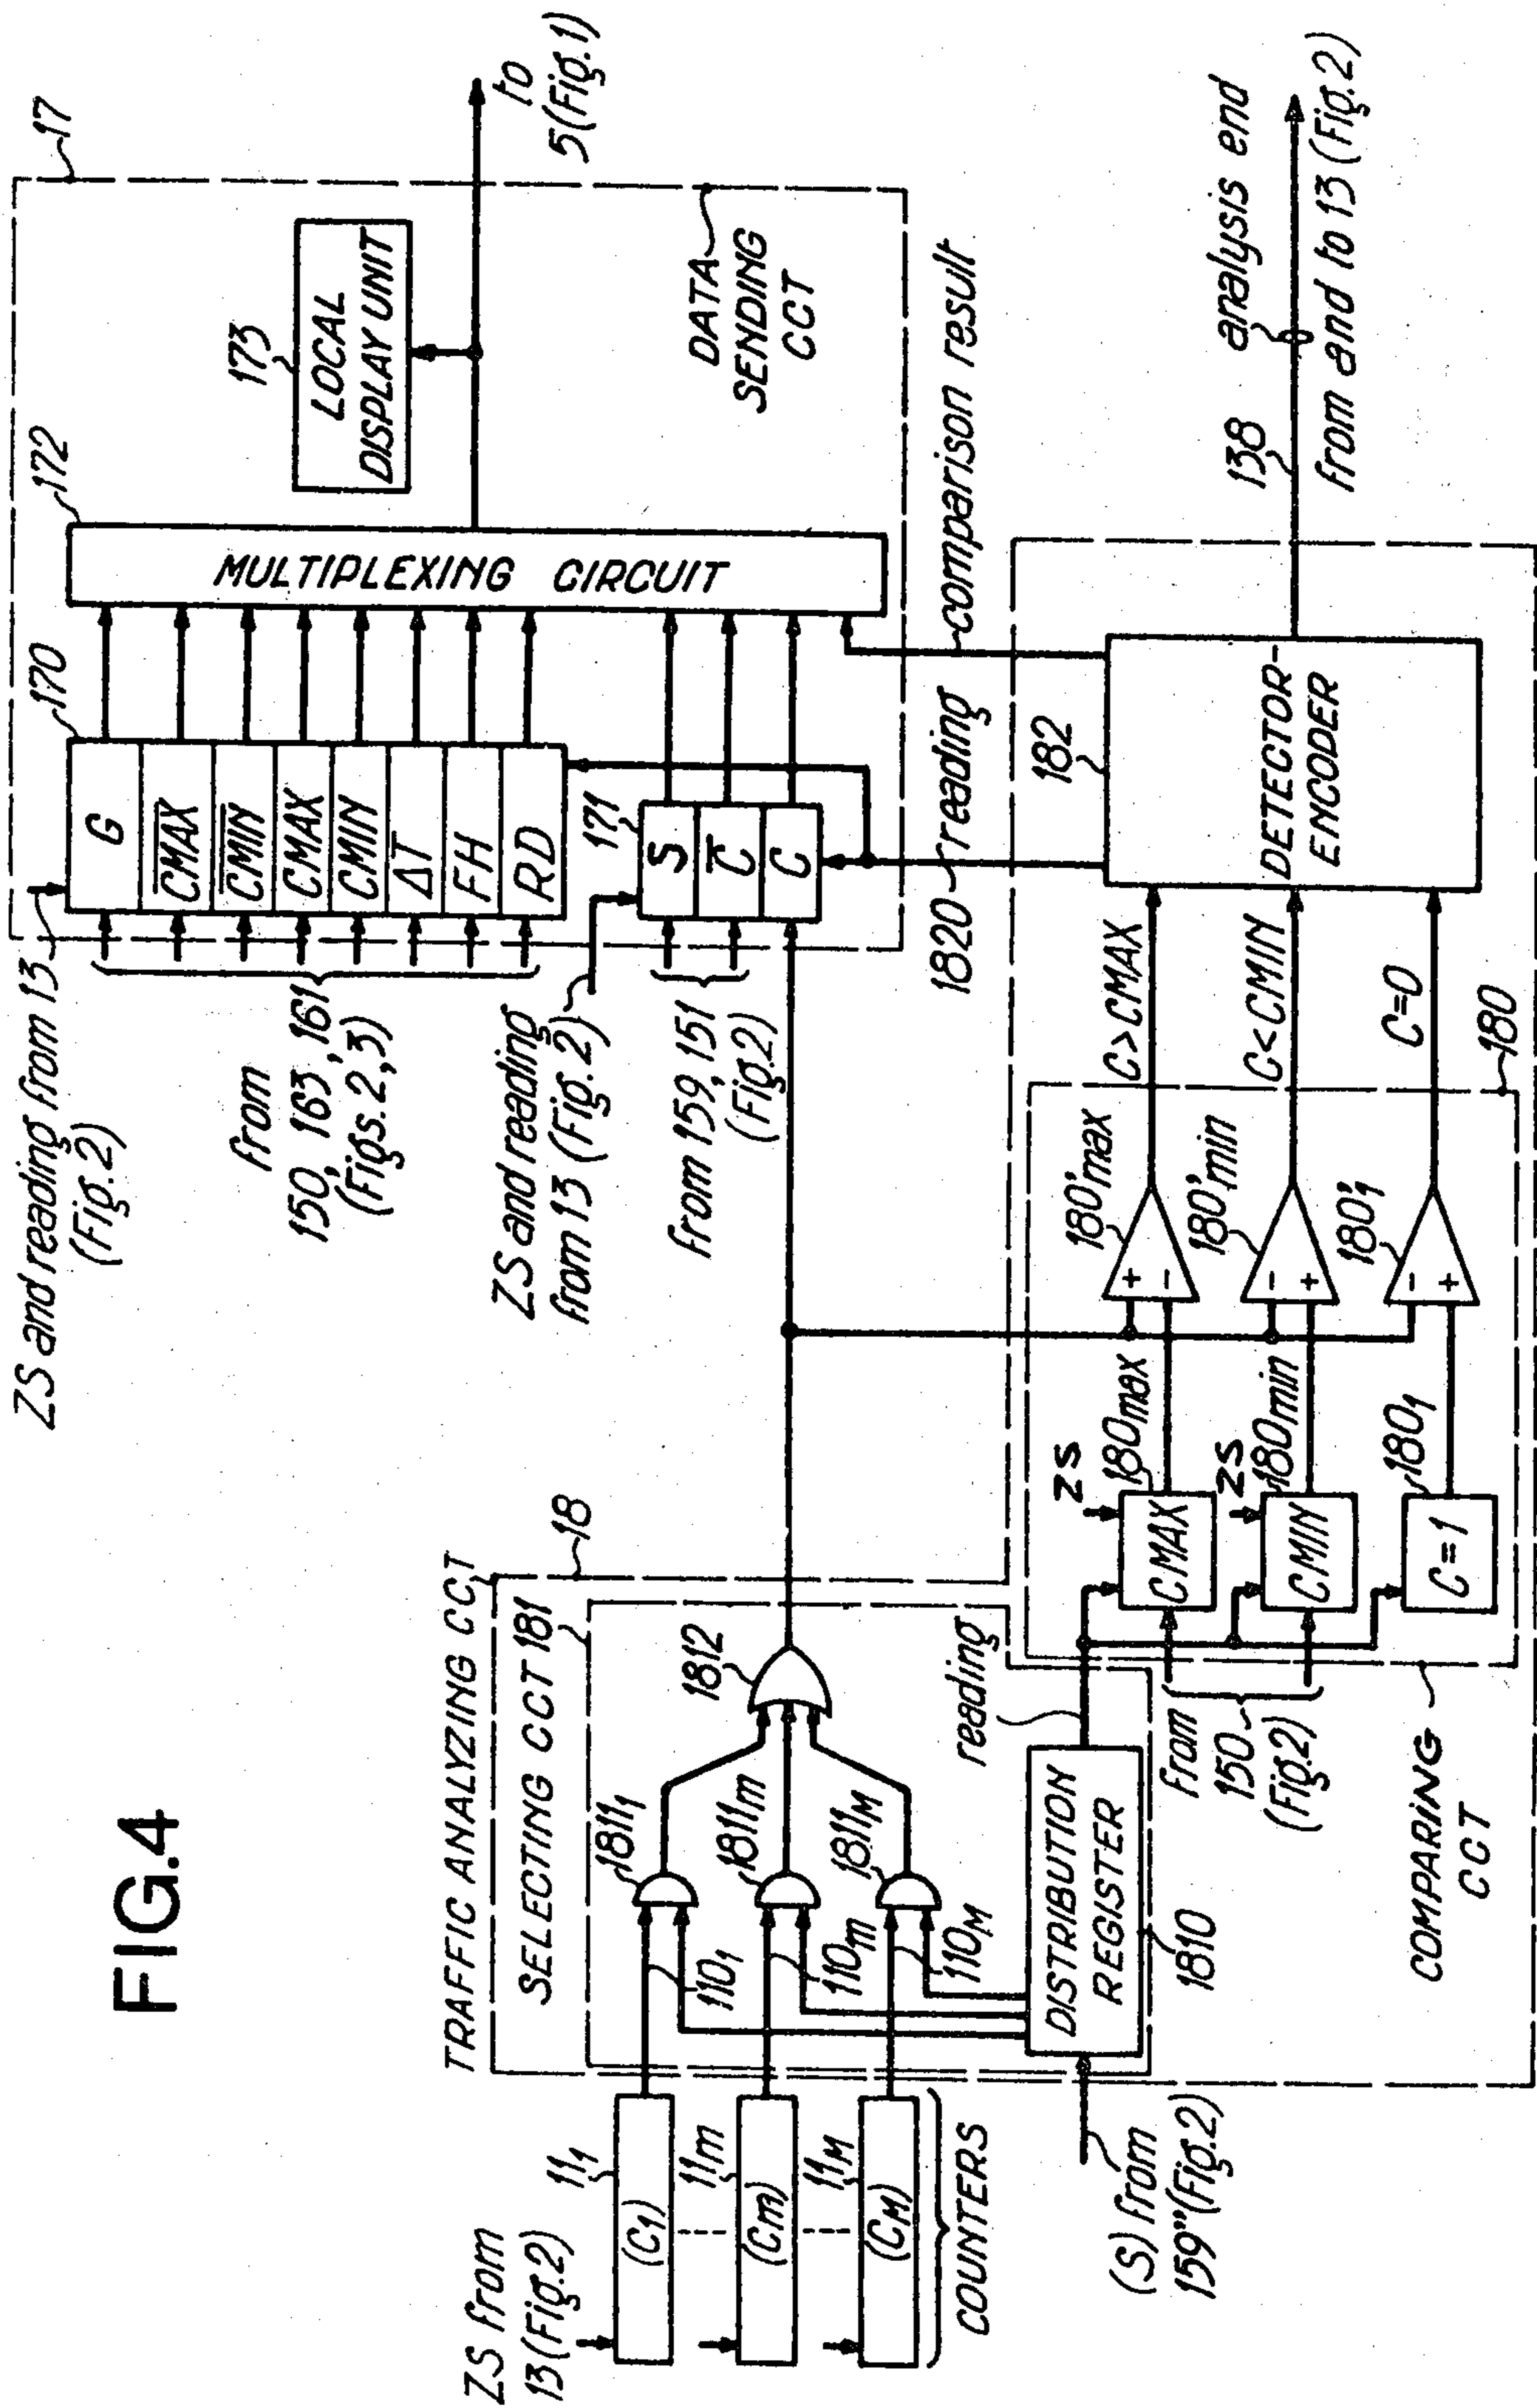 FIG.4
ZS from
13 (Fig.2)
11₁
(C1)
11m
(Cm)
11M
(CM)
COUNTERS
(S) from
159" (Fig.2)
TRAFFIC ANALYZING CCT
18
SELECTING CCT 181
1811₁
1811m
1811M
110₁
110m
110M
1812
DISTRIBUTION
REGISTER
1810
reading
From
150
(Fig.2)
COMPARING
CCT
ZS
180max
CMAX
ZS
180min
CMIN
180₁
C=1
180'max
+
-
180'min
-
+
180'₁
-
+
C>CMAX
C<CMIN
C=0
180
182
DETECTOR-
ENCODER
1820
reading
comparison result
138
analysis end
from and to 13 (Fig.2)
ZS and reading from 13
(Fig.2)
from
150, 163, 161
(Figs. 2,3)
ZS and reading
from 13 (Fig. 2)
from 159, 151
(Fig.2)
170
G
C̅M̅A̅X̅
C̅M̅I̅N̅
CMAX
CMIN
ΔT
FH
RD
171
S
C̅
C
172
MULTIPLEXING CIRCUIT
173
LOCAL
DISPLAY UNIT
DATA
SENDING
CCT
17
to
5 (Fig.1)